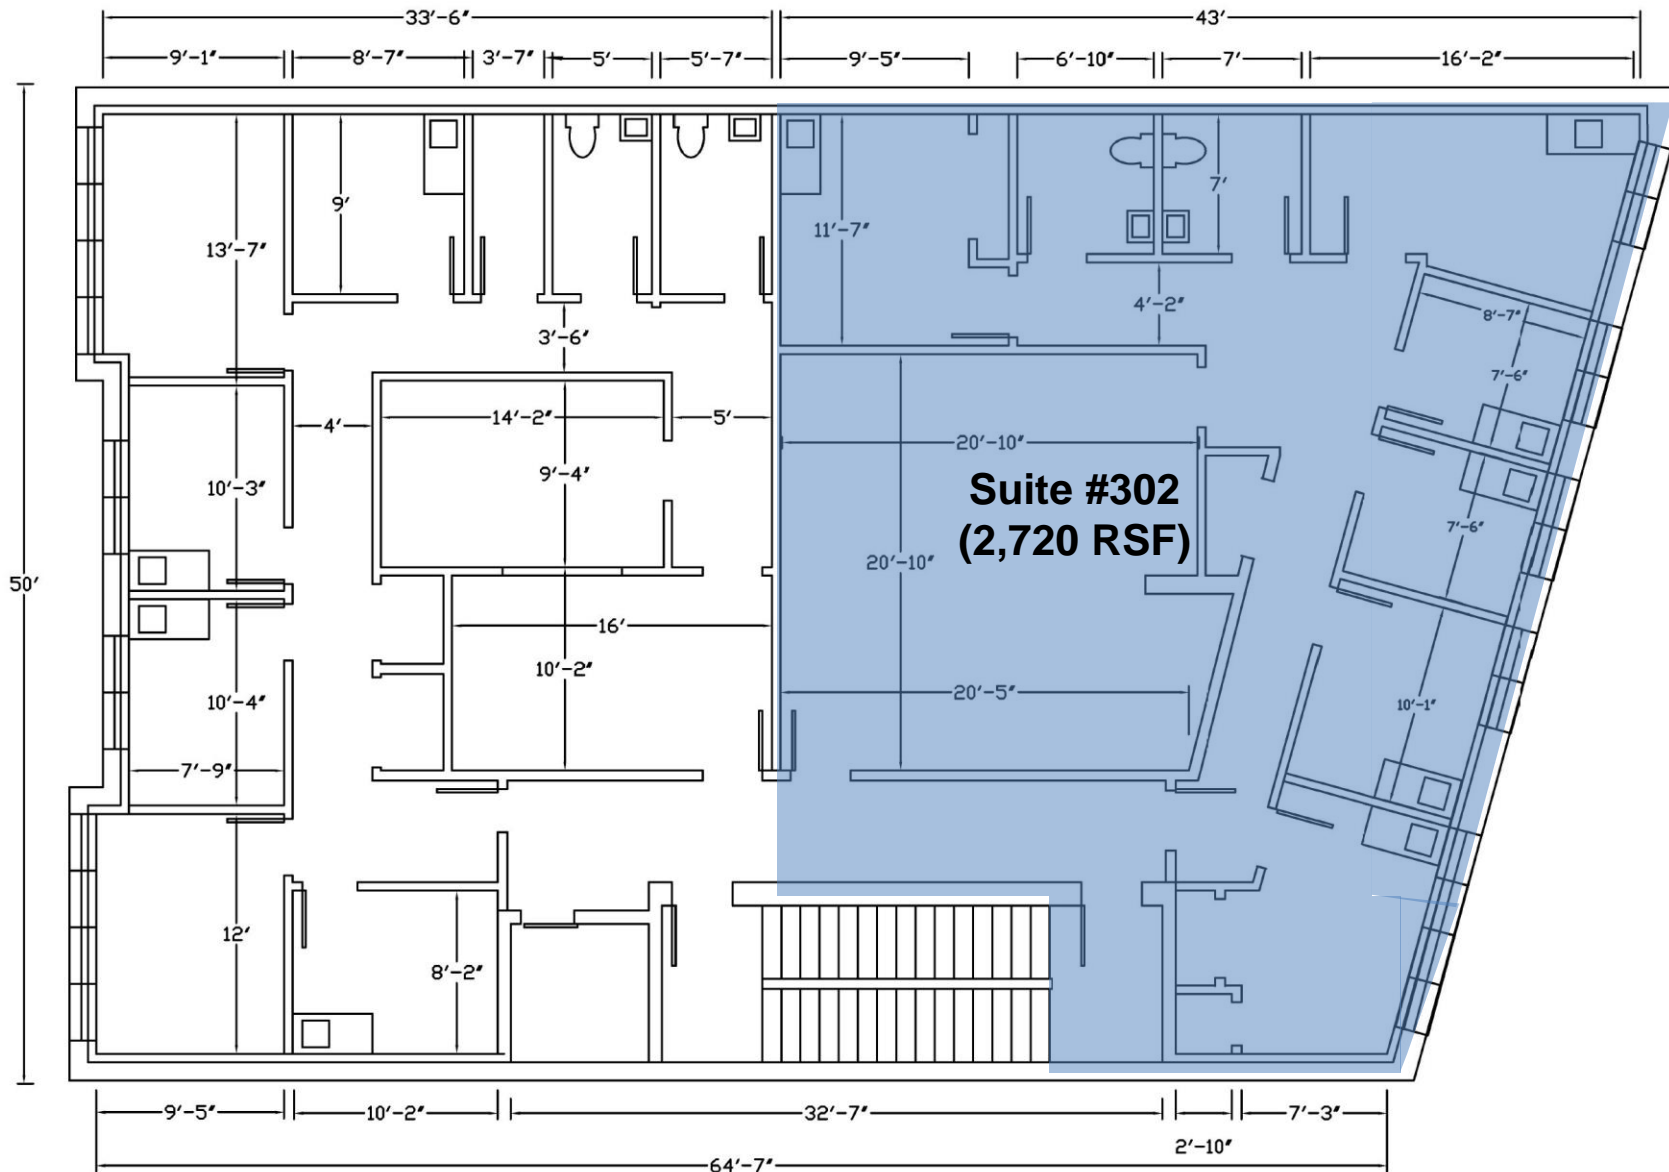 33'-6" 43'
9'-1" 8'-7" 3'-7" 5' 5'-7" 9'-5" 6'-10" 7' 16'-2"
9' 7'
13'-7" 11'-7"
3'-6" 4'-2" 8'-7"
7'-6"
4' 14'-2" 5' 20'-10"
9'-4"
10'-3" Suite #302
(2,720 RSF) 7'-6"
50' 20'-10"
16'
10'-2"
10'-4" 20'-5" 10'-1"
7'-9"
12'
8'-2"
9'-5" 10'-2" 32'-7" 7'-3"
2'-10"
64'-7"